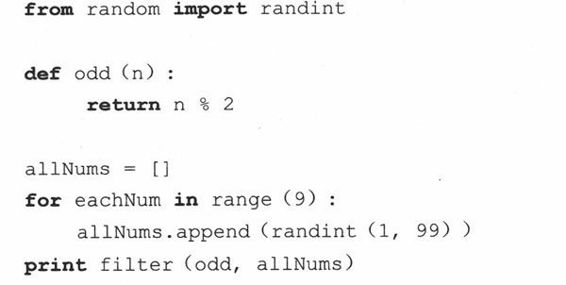 from random import randint
def odd (n) :
return n % 2
allNums = []
for eachNum in range (9) :
allNums.append (randint (1, 99) )
print filter (odd, allNums)